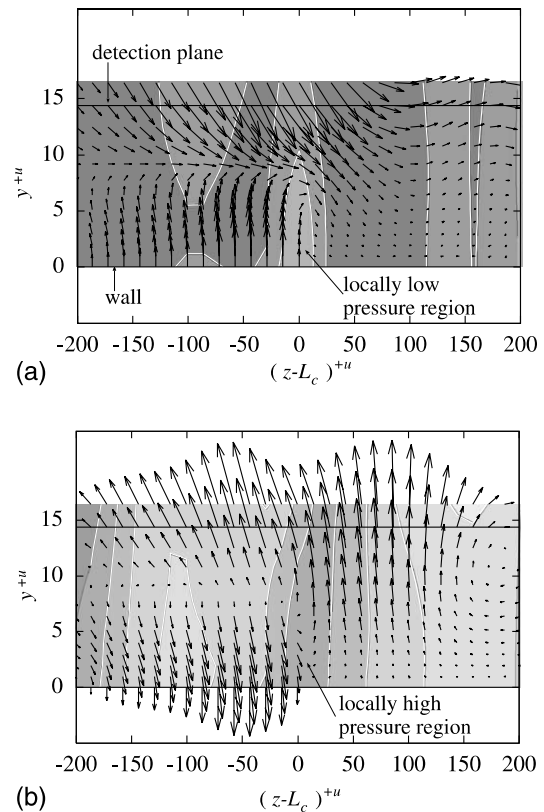 detection plane
15
10
5
0
y+u
wall
locally low
pressure region
-200 -150 -100 -50 0 50 100 150 200
(a)
(z-Lc)+u
15
10
5
0
y+u
locally high
pressure region
-200 -150 -100 -50 0 50 100 150 200
(b)
(z-Lc)+u